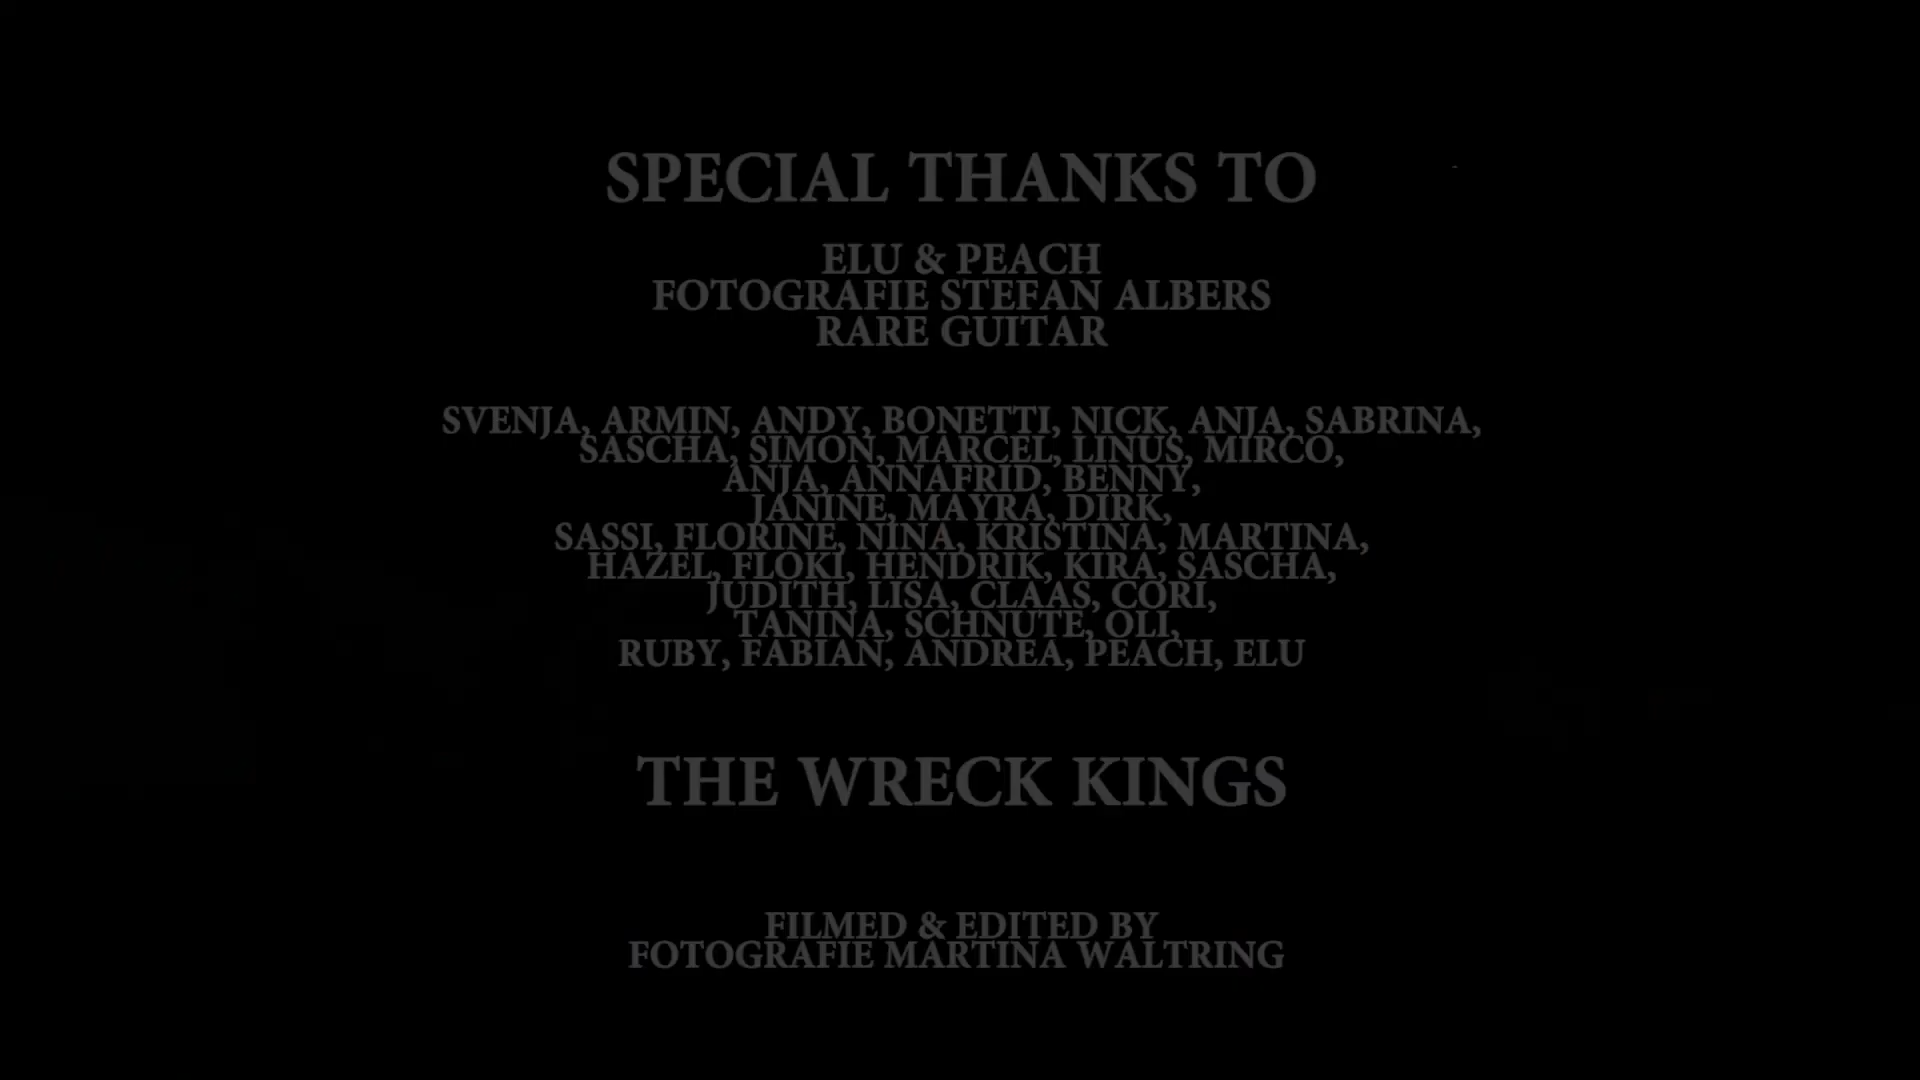 SPECIAL THANKS TO
ELU & PEACH
FOTOGRAFIE STEFAN ALBERS
RARE GUITAR
SVENJA, ARMIN, ANDY, BONETTI, NICK, ANJA, SABRINA,
SASCHA, SIMON, MARCEL, LINUS, MIRCO,
ANJA, ANNAFRID, BENNY,
JANINE, MAYRA, DIRK,
SASSI, FLORINE, NINA, KRISTINA, MARTINA,
HAZEL, FLOKI, HENDRIK, KIRA, SASCHA,
JUDITH, LISA, CLAAS, CORI,
TANINA, SCHNUTE, OLI,
RUBY, FABIAN, ANDREA, PEACH, ELU
THE WRECK KINGS
FILMED & EDITED BY
FOTOGRAFIE MARTINA WALTRING